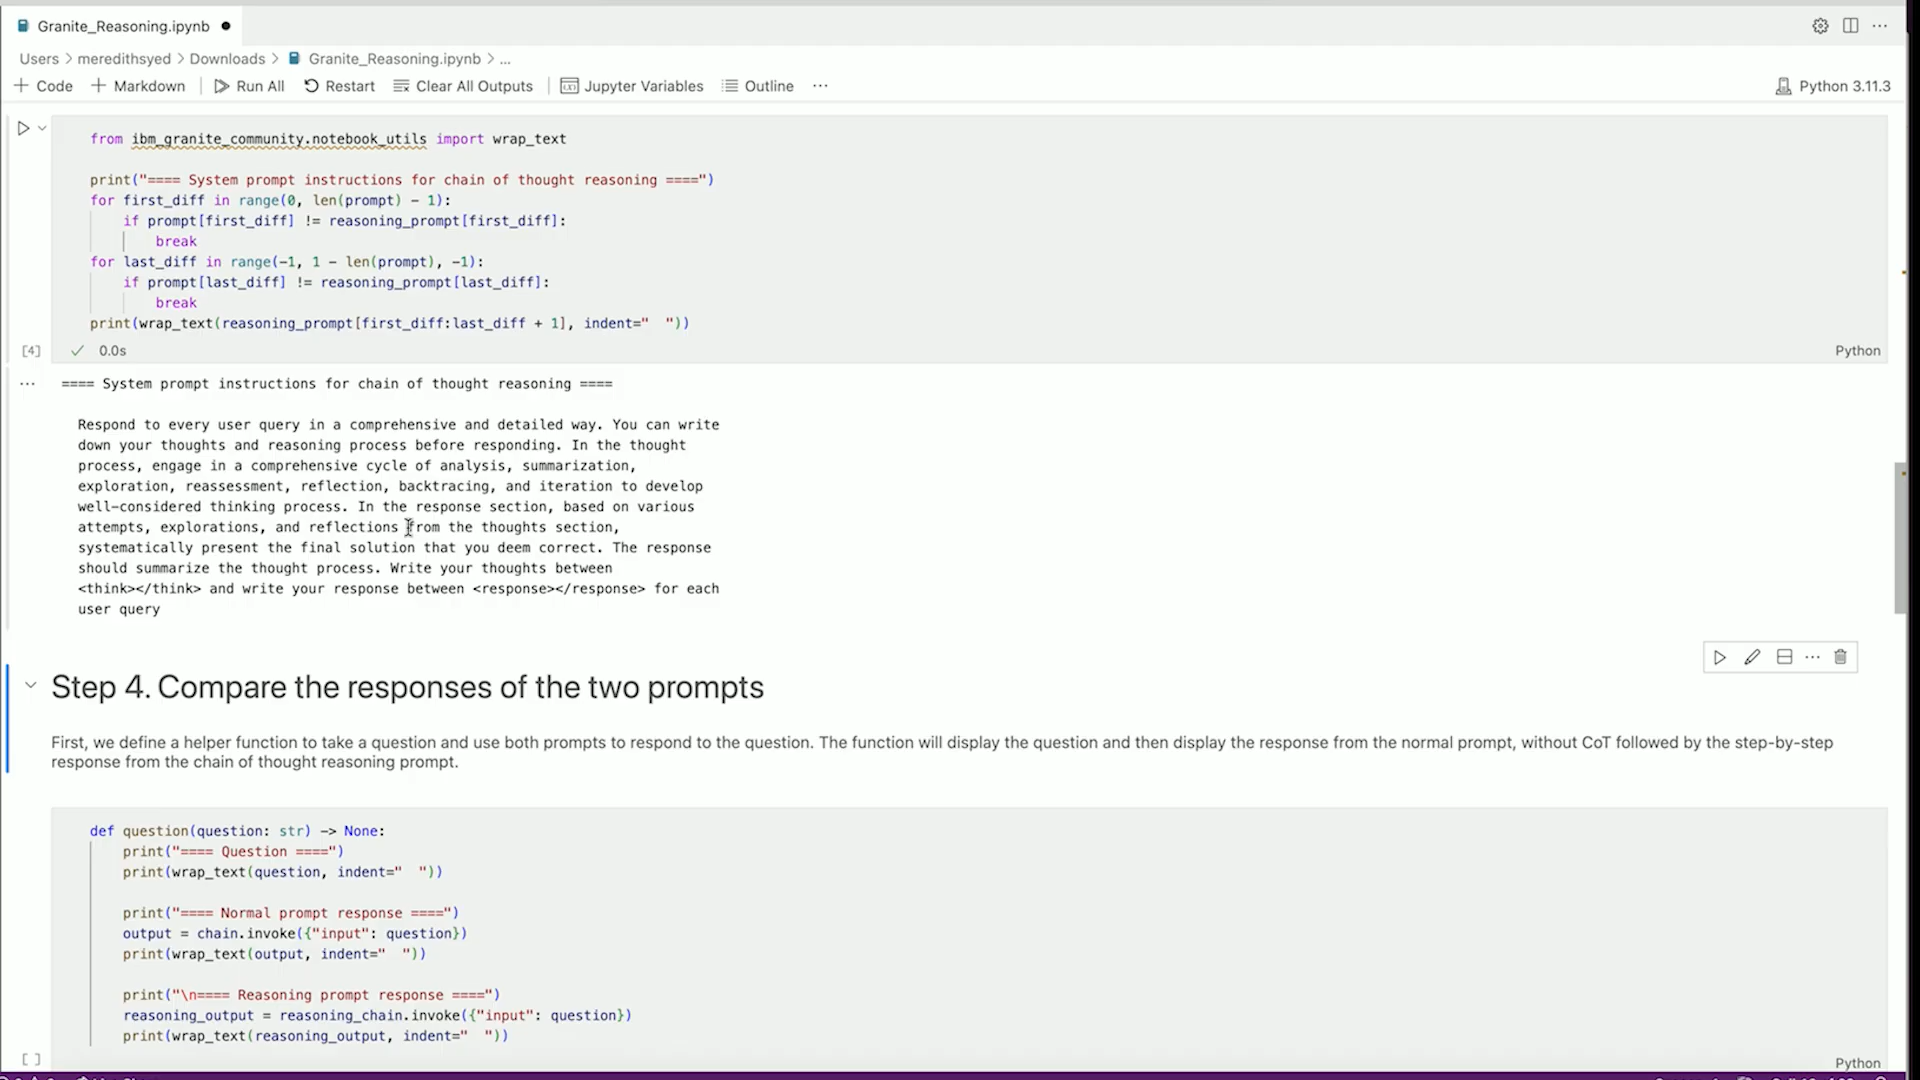 Granite_Reasoning.ipynb
Users > meredithsyed > Downloads > Granite_Reasoning.ipynb > ...
+ Code + Markdown Run All Restart Clear All Outputs Jupyter Variables Outline ... Python 3.11.3
from ibm_granite_community.notebook_utils import wrap_text
print("==== System prompt instructions for chain of thought reasoning ====")
for first_diff in range(0, len(prompt) - 1):
    if prompt[first_diff] != reasoning_prompt[first_diff]:
        break
for last_diff in range(-1, 1 - len(prompt), -1):
    if prompt[last_diff] != reasoning_prompt[last_diff]:
        break
print(wrap_text(reasoning_prompt[first_diff:last_diff + 1], indent="  "))
[4] ✓ 0.0s Python
==== System prompt instructions for chain of thought reasoning ====
Respond to every user query in a comprehensive and detailed way. You can write
down your thoughts and reasoning process before responding. In the thought
process, engage in a comprehensive cycle of analysis, summarization,
exploration, reassessment, reflection, backtracing, and iteration to develop
well-considered thinking process. In the response section, based on various
attempts, explorations, and reflections from the thoughts section,
systematically present the final solution that you deem correct. The response
should summarize the thought process. Write your thoughts between
<think></think> and write your response between <response></response> for each
user query
Step 4. Compare the responses of the two prompts
First, we define a helper function to take a question and use both prompts to respond to the question. The function will display the question and then display the response from the normal prompt, without CoT followed by the step-by-step
response from the chain of thought reasoning prompt.
def question(question: str) -> None:
    print("==== Question ====")
    print(wrap_text(question, indent="  "))
    print("==== Normal prompt response ====")
    output = chain.invoke({"input": question})
    print(wrap_text(output, indent="  "))
    print("\n==== Reasoning prompt response ====")
    reasoning_output = reasoning_chain.invoke({"input": question})
    print(wrap_text(reasoning_output, indent="  "))
[ ] Python